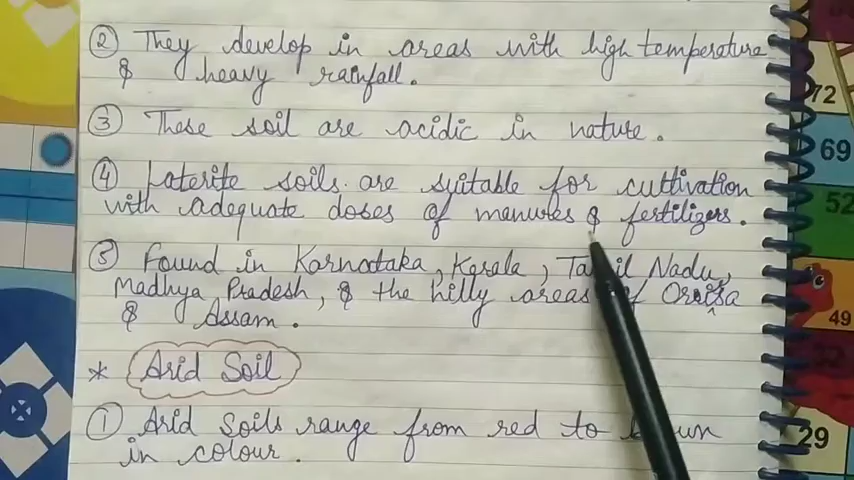 ② They develop in areas with high temperature
& heavy rainfall.
③ These soil are acidic in nature.
④ Laterite soils are suitable for cultivation
with adequate doses of manures & fertilizers.
⑤ Found in Karnataka, Kerala, Tamil Nadu,
Madhya Pradesh, & the hilly areas of Orissa
& Assam.
* Arid Soil
① Arid Soils range from red to brown
in colour.
72
69
52
49
32
29